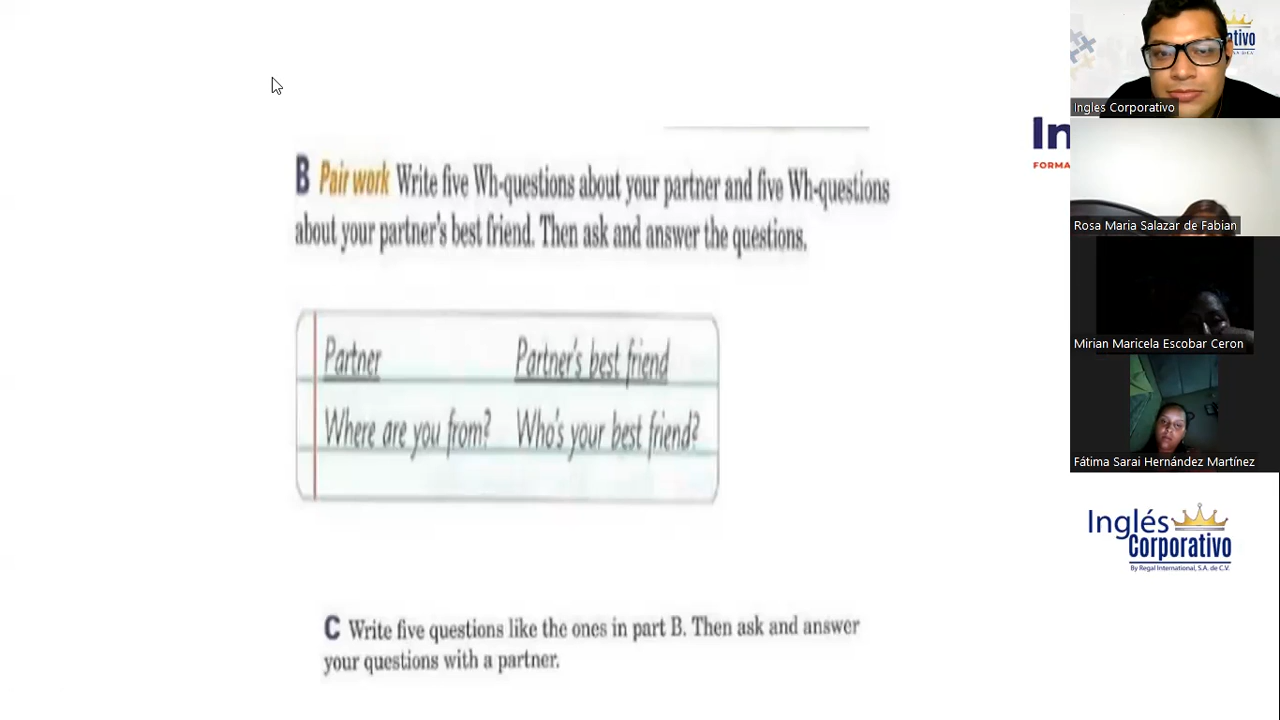 B Pair work Write five Wh-questions about your partner and five Wh-questions
about your partner's best friend. Then ask and answer the questions.
Partner Partner's best friend
Where are you from? Who's your best friend?
C Write five questions like the ones in part B. Then ask and answer
your questions with a partner.
In
FORMA
ativo
Ingles Corporativo
Rosa Maria Salazar de Fabian
Mirian Maricela Escobar Ceron
Fátima Sarai Hernández Martínez
Inglés
Corporativo
By Regal International, S.A. de C.V.